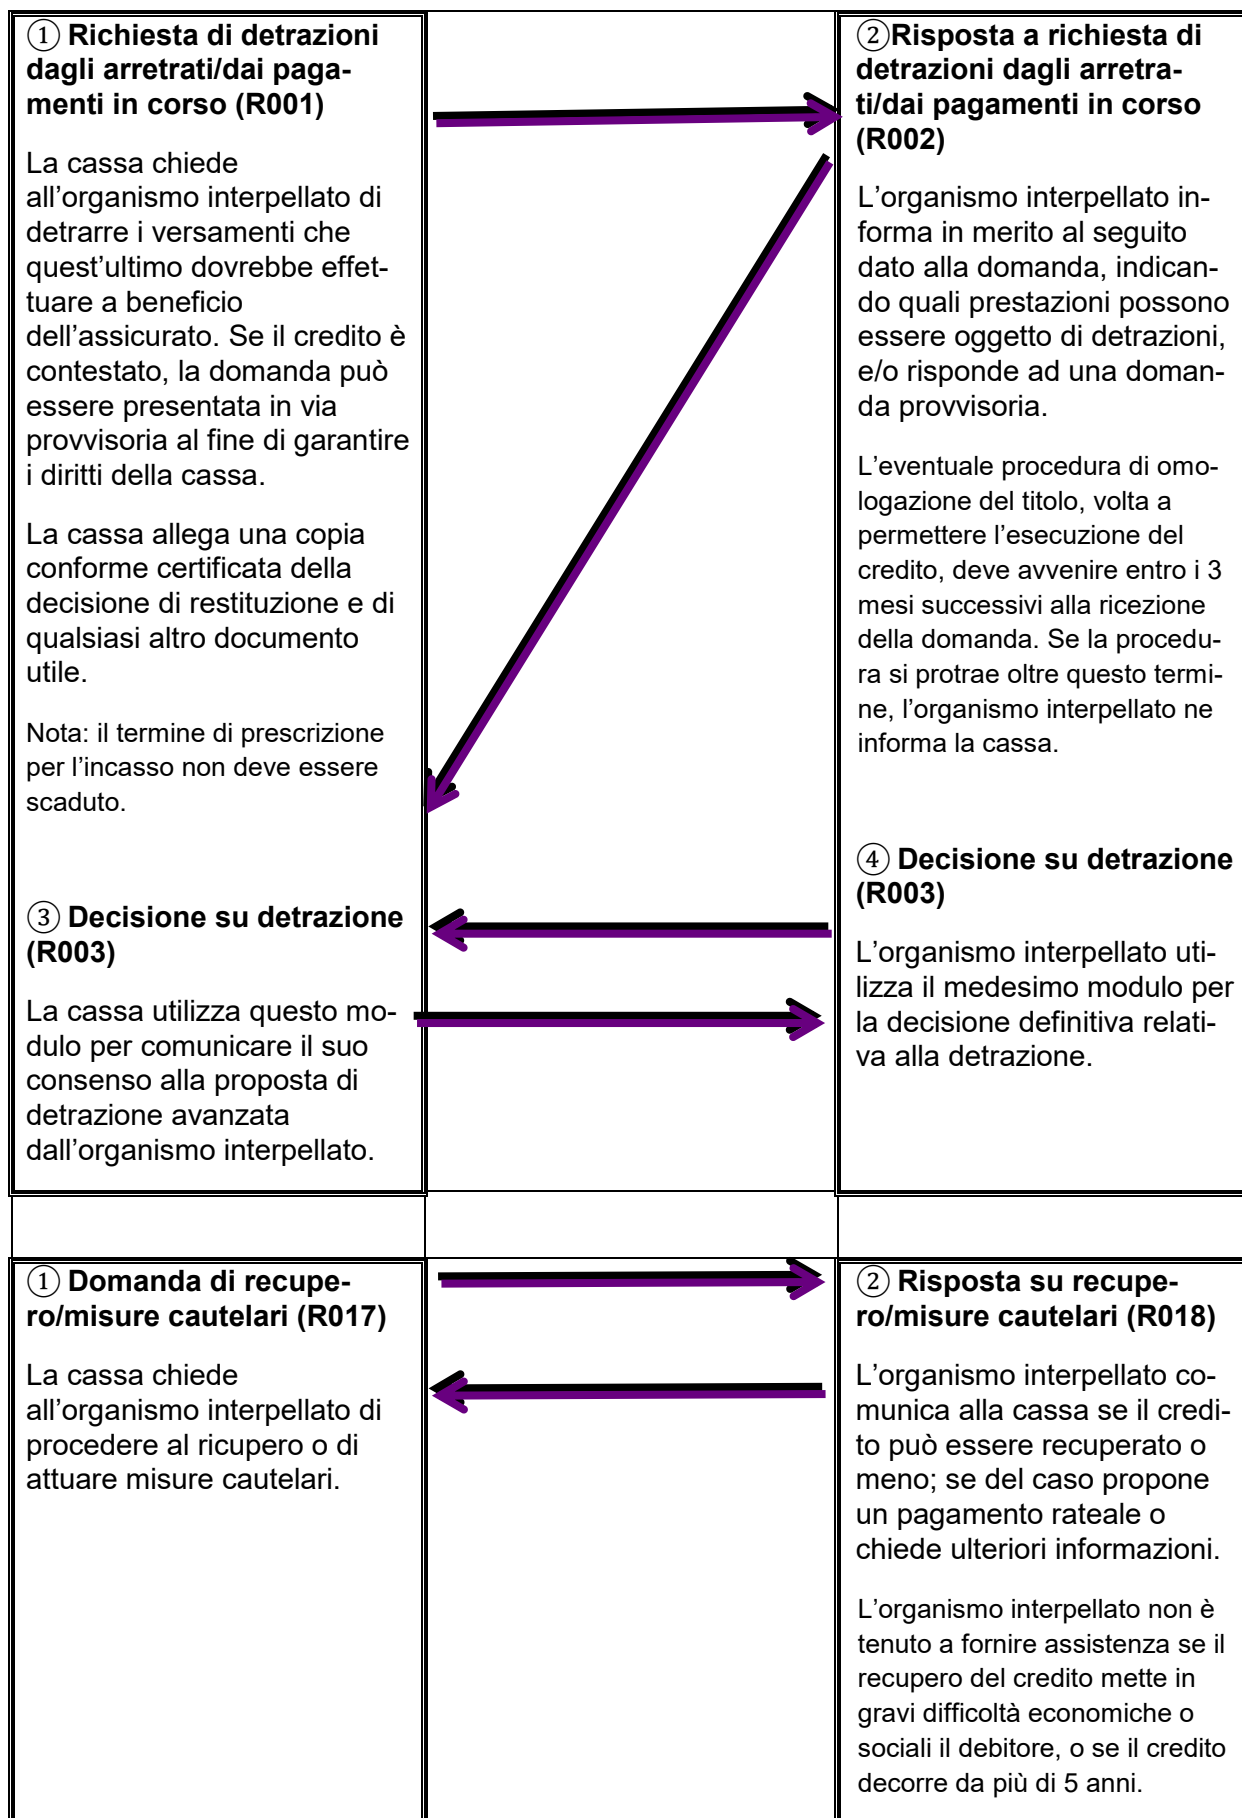 ① Richiesta di detrazioni
dagli arretrati/dai paga-
menti in corso (R001)
La cassa chiede
all’organismo interpellato di
detrarre i versamenti che
quest’ultimo dovrebbe effet-
tuare a beneficio
dell’assicurato. Se il credito è
contestato, la domanda può
essere presentata in via
provvisoria al fine di garantire
i diritti della cassa.
La cassa allega una copia
conforme certificata della
decisione di restituzione e di
qualsiasi altro documento
utile.
Nota: il termine di prescrizione
per l’incasso non deve essere
scaduto.
②Risposta a richiesta di
detrazioni dagli arretra-
ti/dai pagamenti in corso
(R002)
L’organismo interpellato in-
forma in merito al seguito
dato alla domanda, indican-
do quali prestazioni possono
essere oggetto di detrazioni,
e/o risponde ad una doman-
da provvisoria.
L’eventuale procedura di omo-
logazione del titolo, volta a
permettere l’esecuzione del
credito, deve avvenire entro i 3
mesi successivi alla ricezione
della domanda. Se la procedu-
ra si protrae oltre questo termi-
ne, l’organismo interpellato ne
informa la cassa.
③ Decisione su detrazione
(R003)
La cassa utilizza questo mo-
dulo per comunicare il suo
consenso alla proposta di
detrazione avanzata
dall’organismo interpellato.
④ Decisione su detrazione
(R003)
L’organismo interpellato uti-
lizza il medesimo modulo per
la decisione definitiva relati-
va alla detrazione.
① Domanda di recupe-
ro/misure cautelari (R017)
La cassa chiede
all’organismo interpellato di
procedere al ricupero o di
attuare misure cautelari.
② Risposta su recupe-
ro/misure cautelari (R018)
L’organismo interpellato co-
munica alla cassa se il credi-
to può essere recuperato o
meno; se del caso propone
un pagamento rateale o
chiede ulteriori informazioni.
L’organismo interpellato non è
tenuto a fornire assistenza se il
recupero del credito mette in
gravi difficoltà economiche o
sociali il debitore, o se il credito
decorre da più di 5 anni.